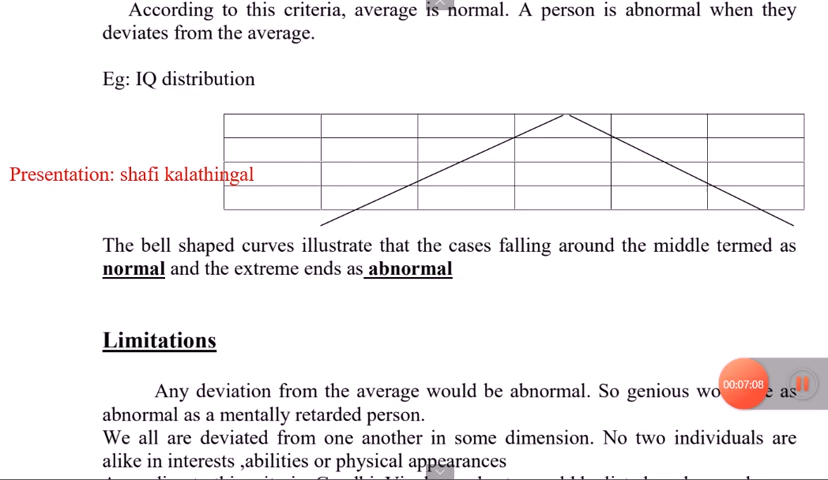 According to this criteria, average is normal. A person is abnormal when they
deviates from the average.
Eg: IQ distribution
Presentation: shafi kalathingal
The bell shaped curves illustrate that the cases falling around the middle termed as
normal and the extreme ends as abnormal
Limitations
Any deviation from the average would be abnormal. So genious as
abnormal as a mentally retarded person.
00:07:08
We all are deviated from one another in some dimension. No two individuals are
alike in interests ,abilities or physical appearances